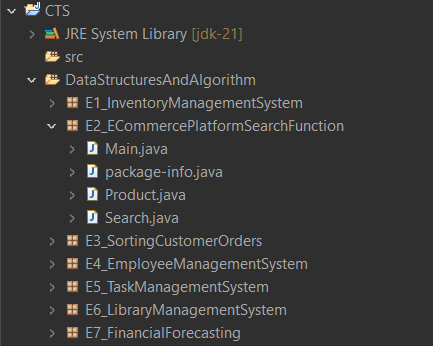 CTS
JRE System Library [jdk-21]
src
DataStructuresAndAlgorithm
E1_InventoryManagementSystem
E2_ECommercePlatformSearchFunction
Main.java
package-info.java
Product.java
Search.java
E3_SortingCustomerOrders
E4_EmployeeManagementSystem
E5_TaskManagementSystem
E6_LibraryManagementSystem
E7_FinancialForecasting